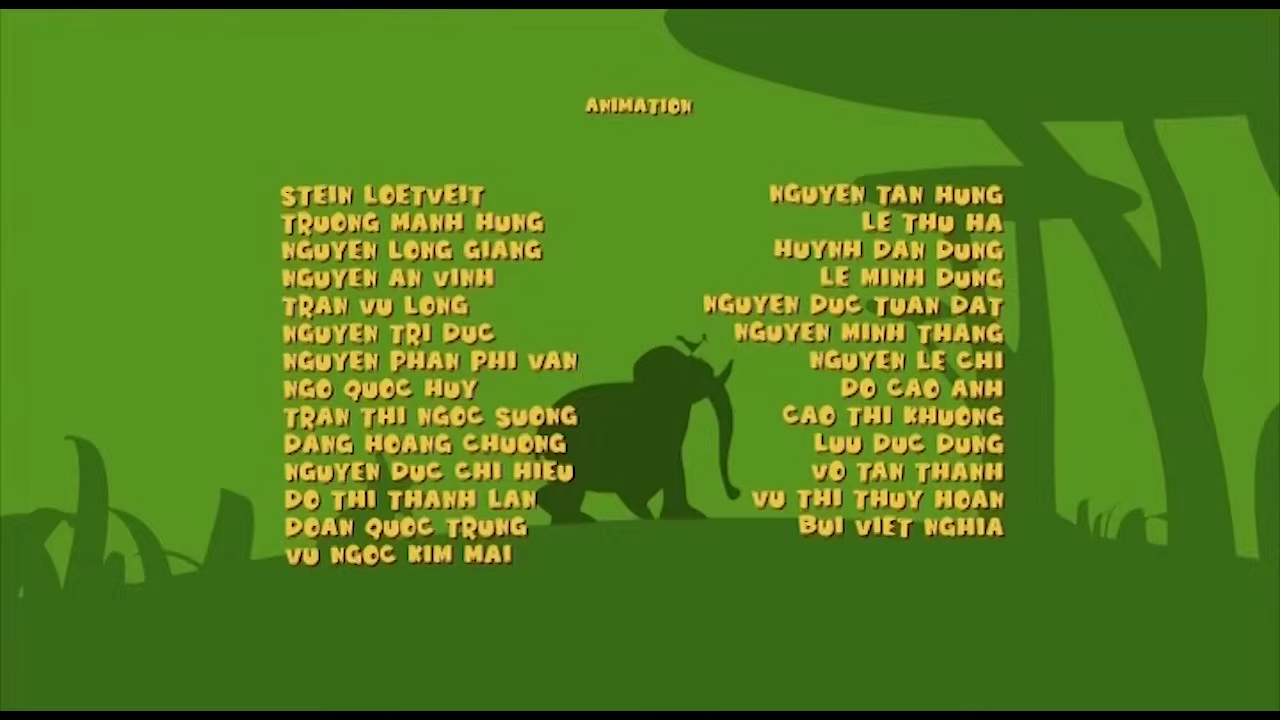 ANIMATION
STEIN LOETVEIT
TRUONG MANH HUNG
NGUYEN LONG GIANG
NGUYEN AN VINH
TRAN VU LONG
NGUYEN TRI DUC
NGUYEN PHAN PHI VAN
NGO QUOC HUY
TRAN THI NGOC SUONG
DANG HOANG CHUONG
NGUYEN DUC CHI HIEU
DO THI THANH LAN
DOAN QUOC TRUNG
VU NGOC KIM MAI
NGUYEN TAN HUNG
LE THU HA
HUYNH DAN DUNG
LE MINH DUNG
NGUYEN DUC TUAN DAT
NGUYEN MINH THANG
NGUYEN LE CHI
DO CAO ANH
CAO THI KHUONG
LUU DUC DUNG
VO TAN THANH
VU THI THUY HOAN
BUI VIET NGHIA